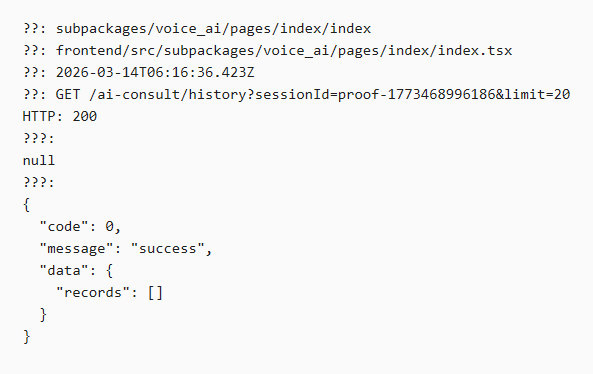 ??: subpackages/voice_ai/pages/index/index
??: frontend/src/subpackages/voice_ai/pages/index/index.tsx
??: 2026-03-14T06:16:36.423Z
??: GET /ai-consult/history?sessionId=proof-1773468996186&limit=20
HTTP: 200
???:
null
???:
{
  "code": 0,
  "message": "success",
  "data": {
    "records": []
  }
}